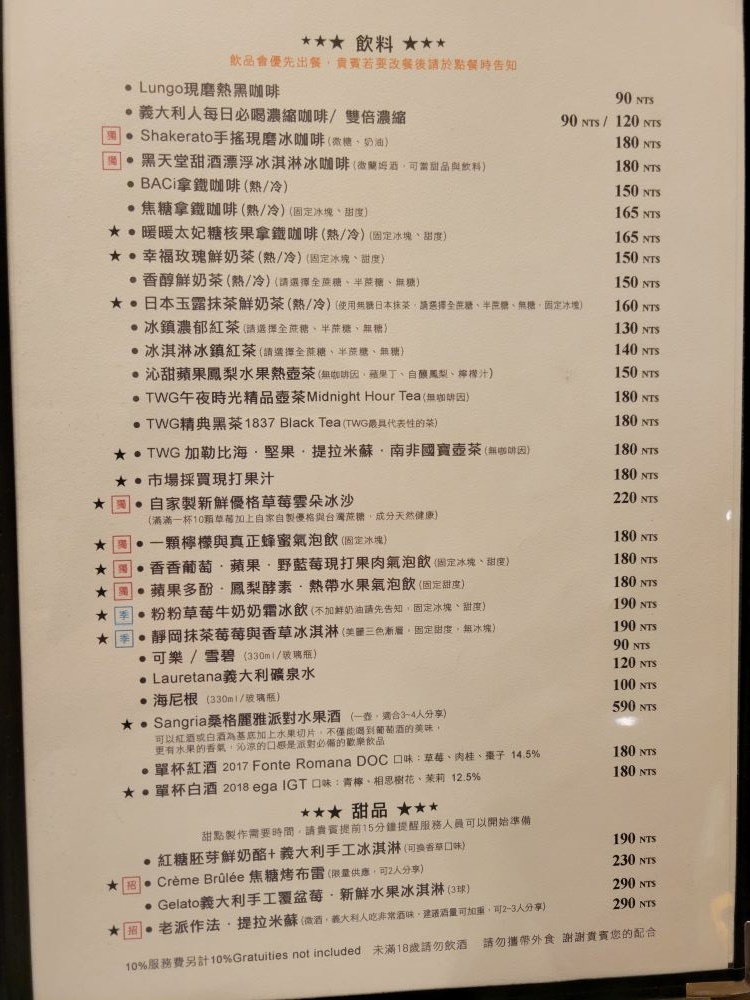 ★★★ 飲料 ★★★
飲品會優先出餐，貴賓若要改餐後請於點餐時告知
• Lungo現磨熱黑咖啡 90 NTS
• 義大利人每日必喝濃縮咖啡/ 雙倍濃縮 90 NTS / 120 NTS
獨 • Shakerato手搖現磨冰咖啡(微糖、奶油) 180 NTS
獨 • 黑天堂甜酒漂浮冰淇淋冰咖啡(微蘭姆酒，可當甜品與飲料) 180 NTS
• BACi拿鐵咖啡(熱/冷) 150 NTS
• 焦糖拿鐵咖啡(熱/冷)(固定冰塊、甜度) 165 NTS
★ • 暖暖太妃糖核果拿鐵咖啡(熱/冷)(固定冰塊、甜度) 165 NTS
★ • 幸福玫瑰鮮奶茶(熱/冷)(固定冰塊、甜度) 150 NTS
• 香醇鮮奶茶(熱/冷)(請選擇全蔗糖、半蔗糖、無糖) 150 NTS
★ • 日本玉露抹茶鮮奶茶(熱/冷)(使用無糖日本抹茶，請選擇全蔗糖、半蔗糖、無糖，固定冰塊) 160 NTS
• 冰鎮濃郁紅茶(請選擇全蔗糖、半蔗糖、無糖) 130 NTS
• 冰淇淋冰鎮紅茶(請選擇全蔗糖、半蔗糖、無糖) 140 NTS
• 沁甜蘋果鳳梨水果熱壺茶(無咖啡因，蘋果丁、自釀鳳梨、檸檬汁) 150 NTS
• TWG午夜時光精品壺茶Midnight Hour Tea(無咖啡因) 180 NTS
• TWG精典黑茶1837 Black Tea(TWG最具代表性的茶) 180 NTS
★ • TWG 加勒比海．堅果．提拉米蘇．南非國寶壺茶(無咖啡因) 180 NTS
★ • 市場採買現打果汁 180 NTS
★ 獨 • 自家製新鮮優格草莓雲朵冰沙 220 NTS
(滿滿一杯10顆草莓加上自家自製優格與台灣蔗糖，成分天然健康)
★ 獨 • 一顆檸檬與真正蜂蜜氣泡飲(固定冰塊) 180 NTS
★ 獨 • 香香葡萄．蘋果．野藍莓現打果肉氣泡飲(固定冰塊、甜度) 180 NTS
★ 獨 • 蘋果多酚．鳳梨酵素．熱帶水果氣泡飲(固定甜度) 180 NTS
★ 季 • 粉粉草莓牛奶奶霜冰飲(不加鮮奶油請先告知，固定冰塊、甜度) 190 NTS
★ 季 • 靜岡抹茶莓莓與香草冰淇淋(美麗三色漸層，固定甜度，無冰塊) 190 NTS
• 可樂 / 雪碧 (330ml/玻璃瓶) 90 NTS
• Lauretana義大利礦泉水 120 NTS
• 海尼根 (330ml/玻璃瓶) 100 NTS
★ • Sangria桑格麗雅派對水果酒 (一壺，適合3~4人分享) 590 NTS
可以紅酒或白酒為基底加上水果切片，不僅能喝到葡萄酒的美味，
更有水果的香氣，沁涼的口感是派對必備的歡樂飲品
• 單杯紅酒 2017 Fonte Romana DOC 口味：草莓、肉桂、棗子 14.5% 180 NTS
★ • 單杯白酒 2018 ega IGT 口味：青檸、相思樹花、茉莉 12.5% 180 NTS
★★★ 甜品 ★★★
甜點製作需要時間，請貴賓提前15分鐘提醒服務人員可以開始準備
• 紅糖胚芽鮮奶酪+義大利手工冰淇淋(可換香草口味) 190 NTS
★ 招 • Crème Brûlée 焦糖烤布蕾(限量供應，可2人分享) 230 NTS
• Gelato義大利手工覆盆莓．新鮮水果冰淇淋(3球) 290 NTS
★ 招 • 老派作法．提拉米蘇(微酒，義大利人吃非常酒味，建議酒量可加重，可2~3人分享) 290 NTS
10%服務費另計10%Gratuities not included 未滿18歲請勿飲酒 請勿攜帶外食 謝謝貴賓您的配合